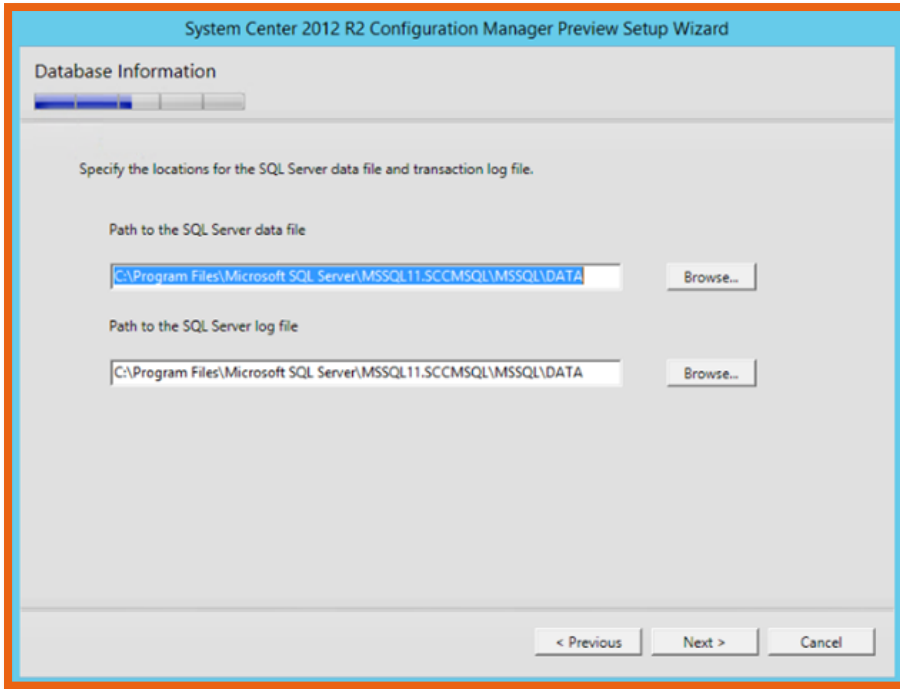 System Center 2012 R2 Configuration Manager Preview Setup Wizard
Database Information
Specify the locations for the SQL Server data file and transaction log file.
Path to the SQL Server data file
C:\Program Files\Microsoft SQL Server\MSSQL11.SCCMSQL\MSSQL\DATA
Browse...
Path to the SQL Server log file
C:\Program Files\Microsoft SQL Server\MSSQL11.SCCMSQL\MSSQL\DATA
Browse...
< Previous
Next >
Cancel